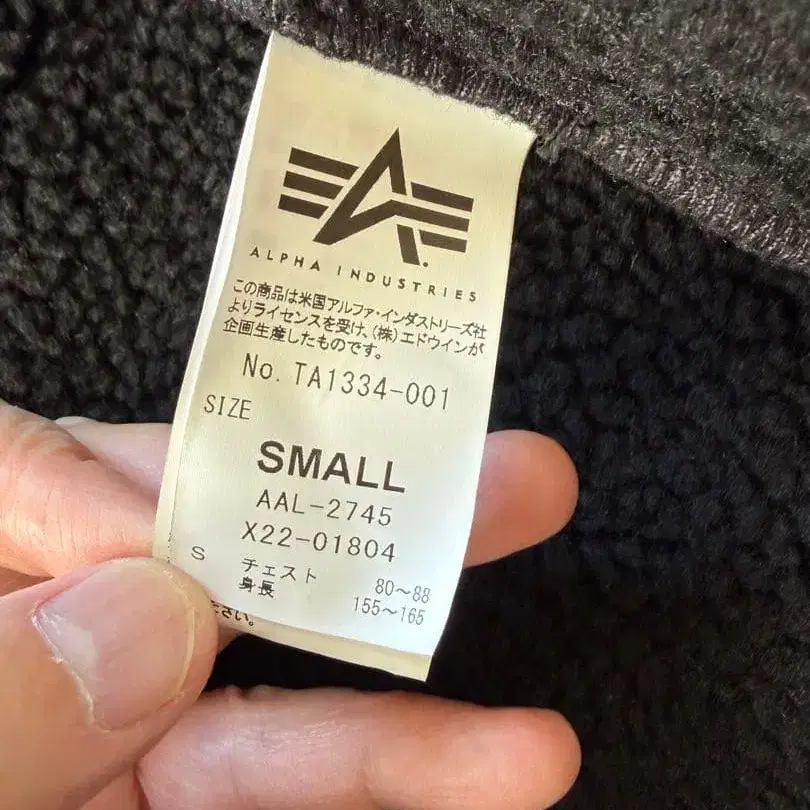 ALPHA INDUSTRIES
この商品は米国アルファ・インダストリーズ社
よりライセンスを受け、(株)エドウインが
企画生産したものです。
No. TA1334-001
SIZE
SMALL
AAL-2745
X22-01804
S チェスト 80～88
身長 155～165
ださい。